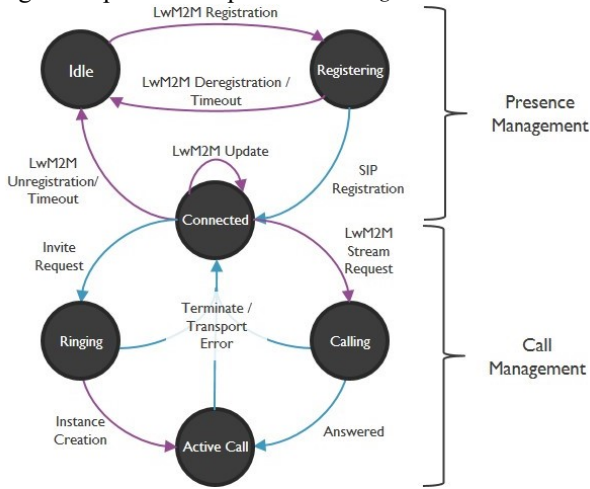 LwM2M Registration
Idle
Registering
LwM2M Deregistration /
Timeout
Presence
Management
LwM2M Update
LwM2M
Unregistration/
Timeout
SIP
Registration
Connected
Invite
Request
LwM2M
Stream
Request
Terminate /
Transport
Error
Ringing
Calling
Call
Management
Instance
Creation
Answered
Active Call